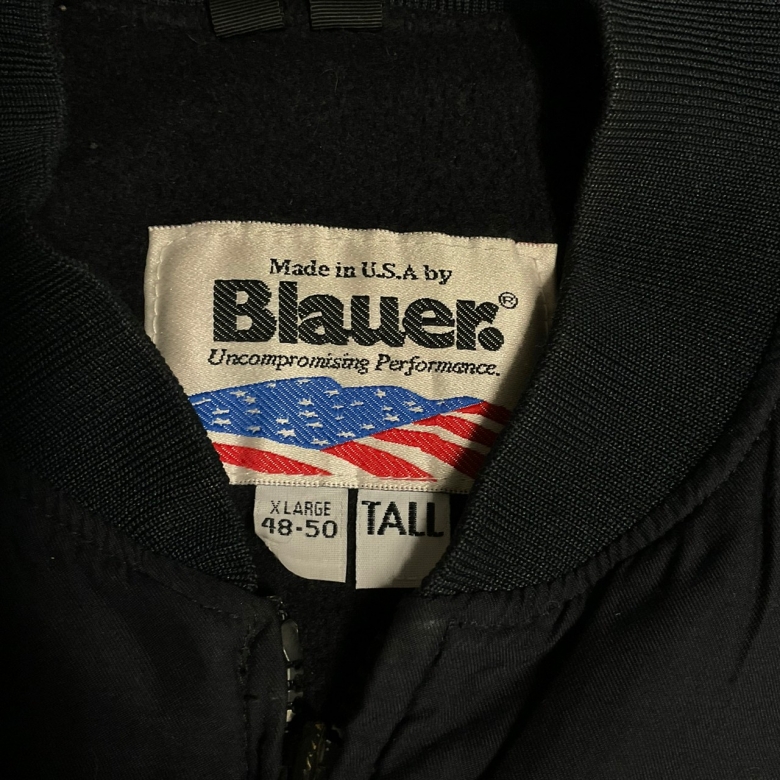 Made in U.S.A by
Blauer.®
Uncompromising Performance.
X LARGE
48-50
TALL